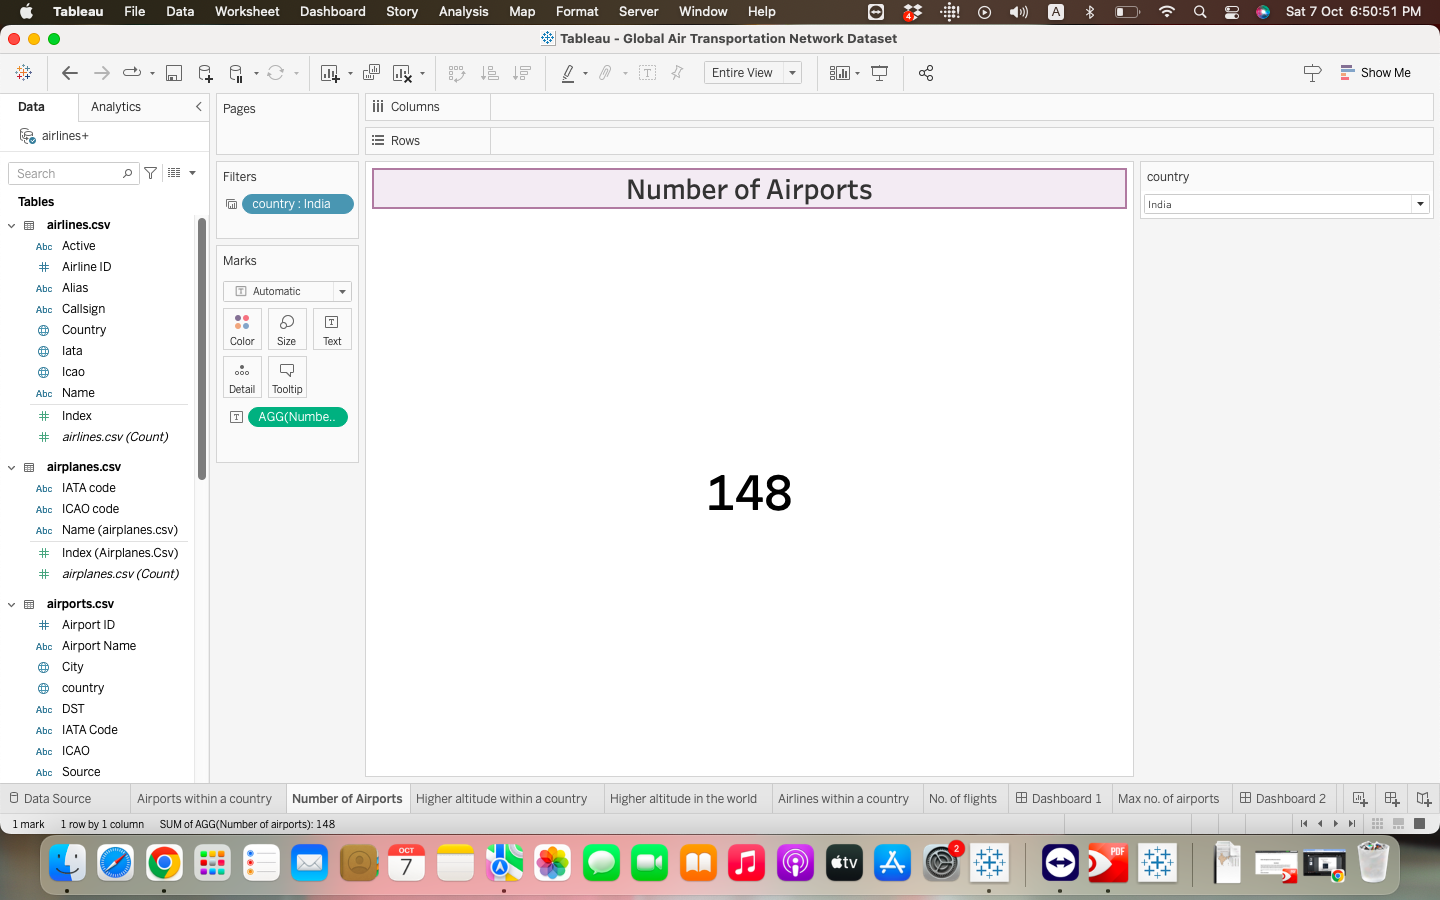 Tableau File Data Worksheet Dashboard Story Analysis Map Format Server Window Help 4 A Sat 7 Oct 6:50:51 PM
Tableau - Global Air Transportation Network Dataset
Entire View
Show Me
Data Analytics
airlines+
Search
Tables
airlines.csv
Abc Active
Airline ID
Abc Alias
Abc Callsign
Country
Iata
Icao
Abc Name
Index
airlines.csv (Count)
airplanes.csv
Abc IATA code
Abc ICAO code
Abc Name (airplanes.csv)
Index (Airplanes.Csv)
airplanes.csv (Count)
airports.csv
Airport ID
Abc Airport Name
City
country
Abc DST
Abc IATA Code
Abc ICAO
Abc Source
Pages
Filters
country : India
Marks
Automatic
Color Size Text
Detail Tooltip
AGG(Numbe..
Columns
Rows
Number of Airports
148
country
India
Data Source Airports within a country Number of Airports Higher altitude within a country Higher altitude in the world Airlines within a country No. of flights Dashboard 1 Max no. of airports Dashboard 2
1 mark 1 row by 1 column SUM of AGG(Number of airports): 148
OCT
7
tv
2
PDF